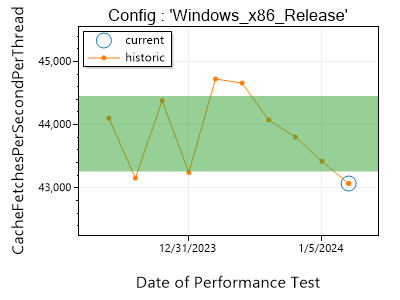 Config : 'Windows_x86_Release'
CacheFetchesPerSecondPerThread
current
historic
45,000
44,000
43,000
12/31/2023
1/5/2024
Date of Performance Test